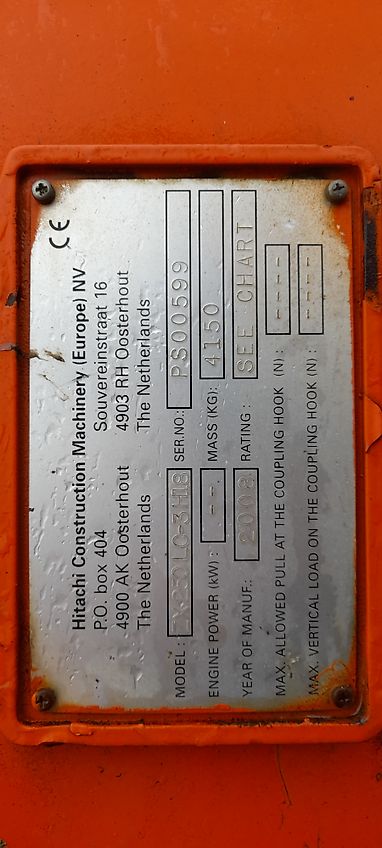 CE
Hitachi Construction Machinery (Europe) NV
P.O. box 404 Souvereinstraat 16
4900 AK Oosterhout 4903 RH Oosterhout
The Netherlands The Netherlands
MODEL : SER.NO.: PS00599
ENGINE POWER (kW) : -- MASS (KG): 4150
YEAR OF MANUF.: 2008 RATING : SEE CHART
MAX. ALLOWED PULL AT THE COUPLING HOOK (N) : ----
MAX. VERTICAL LOAD ON THE COUPLING HOOK (N) : ----